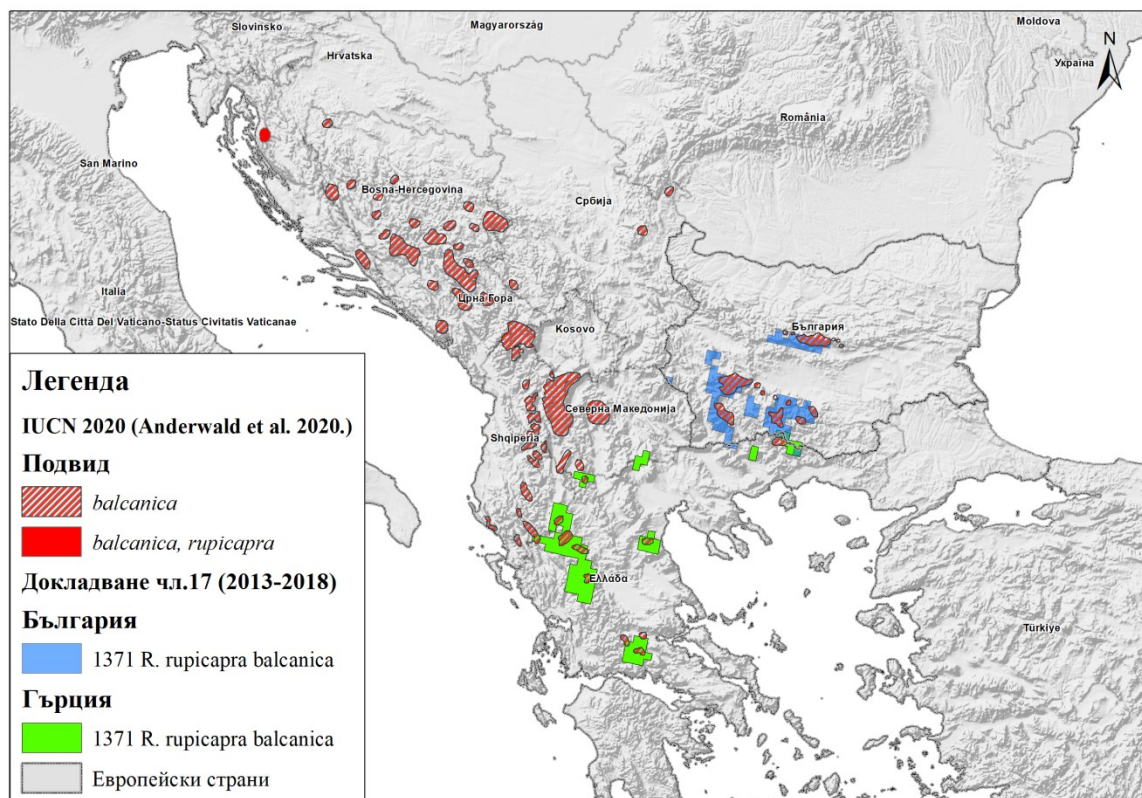 Slovinsko
Magyarország
Moldova
Hrvatska
Україна
N
România
San Marino
Bosna-Hercegovina
Србија
Italia
Црна Гора
Kosovo
България
Stato Della Città Del Vaticano-Status Civitatis Vaticanae
Северна Македонија
Shqiperia
Ελλάδα
Türkiye
Легенда
IUCN 2020 (Anderwald et al. 2020.)
Подвид
balcanica
balcanica, rupicapra
Докладване чл.17 (2013-2018)
България
1371 R. rupicapra balcanica
Гърция
1371 R. rupicapra balcanica
Европейски страни